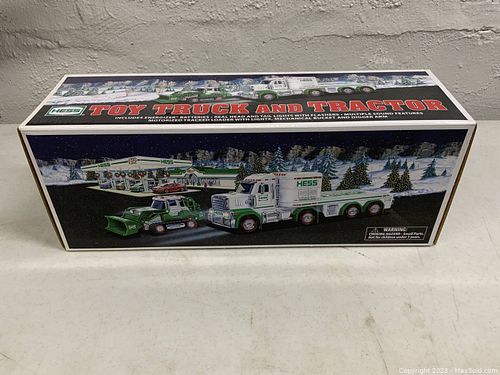 HESS
TOY TRUCK AND TRACTOR
INCLUDES ENERGIZER® BATTERIES • REAL HEAD AND TAIL LIGHTS WITH FLASHERS • MULTIPLE SOUND FEATURES
MOTORIZED TRACKED LOADER WITH LIGHTS, MECHANICAL BUCKET AND DIGGER ARM
HESS
HESS
WARNING:
CHOKING HAZARD - Small Parts.
Not for children under 3 years.
Copyright 2023 - MaxSold.com